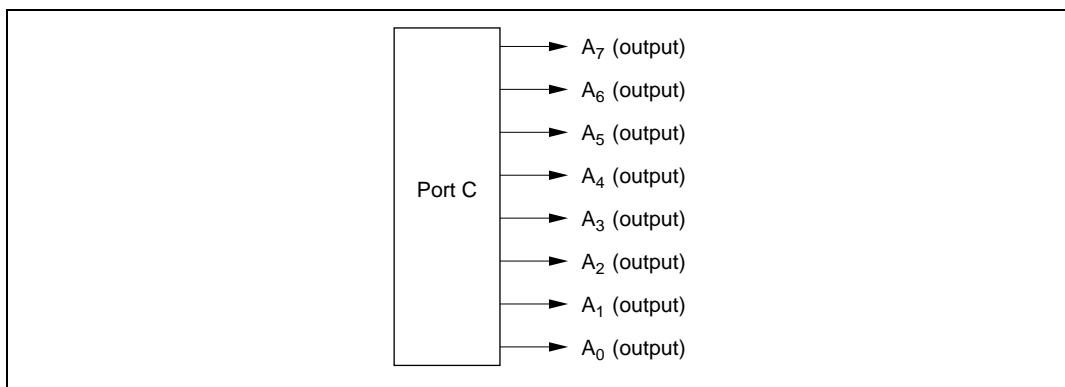 A7 (output)
A6 (output)
A5 (output)
A4 (output)
Port C
A3 (output)
A2 (output)
A1 (output)
A0 (output)